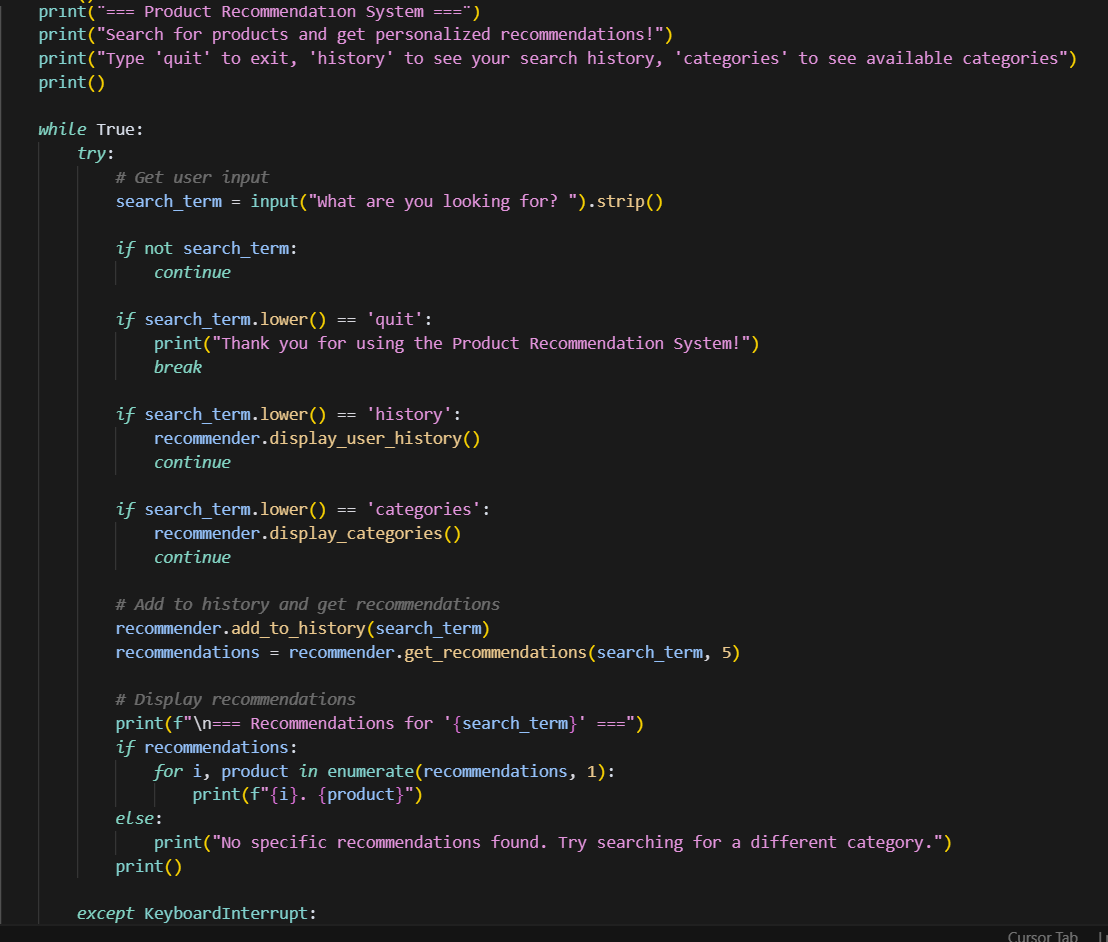 print("=== Product Recommendation System ===")
print("Search for products and get personalized recommendations!")
print("Type 'quit' to exit, 'history' to see your search history, 'categories' to see available categories")
print()
while True:
try:
# Get user input
search_term = input("What are you looking for? ").strip()
if not search_term:
continue
if search_term.lower() == 'quit':
print("Thank you for using the Product Recommendation System!")
break
if search_term.lower() == 'history':
recommender.display_user_history()
continue
if search_term.lower() == 'categories':
recommender.display_categories()
continue
# Add to history and get recommendations
recommender.add_to_history(search_term)
recommendations = recommender.get_recommendations(search_term, 5)
# Display recommendations
print(f"\n=== Recommendations for '{search_term}' ===")
if recommendations:
for i, product in enumerate(recommendations, 1):
print(f"{i}. {product}")
else:
print("No specific recommendations found. Try searching for a different category.")
print()
except KeyboardInterrupt:
Cursor Tab